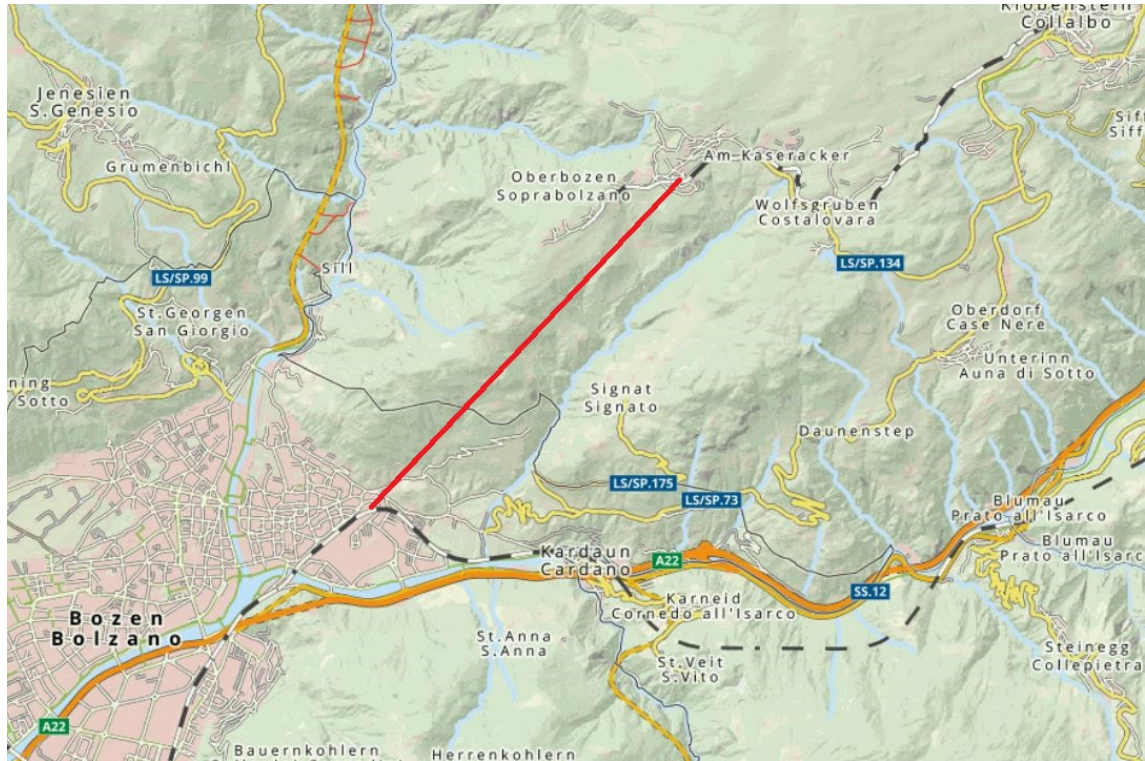 Klobenstein
Collalbo
Jenesien
S.Genesio
Grumenbichl
Siff
Siff
Am Kaseracker
Oberbozen
Soprabolzano
Wolfsgruben
Costalovara
LS/SP.99
Sill
LS/SP.134
St.Georgen
San Giorgio
Oberdorf
Case Nere
ning
Sotto
Unterinn
Auna di Sotto
Signat
Signato
Daunenstep
LS/SP.175
LS/SP.73
Blumau
Prato all'Isarco
Blumau
Prato all'Isarc
Kardaun
Cardano
A22
SS.12
Karneid
Cornedo all'Isarco
Bozen
Bolzano
St.Anna
S.Anna
St.Veit
S.Vito
Steinegg
Collepietra
A22
Bauernkohlern
Herrenkohlern